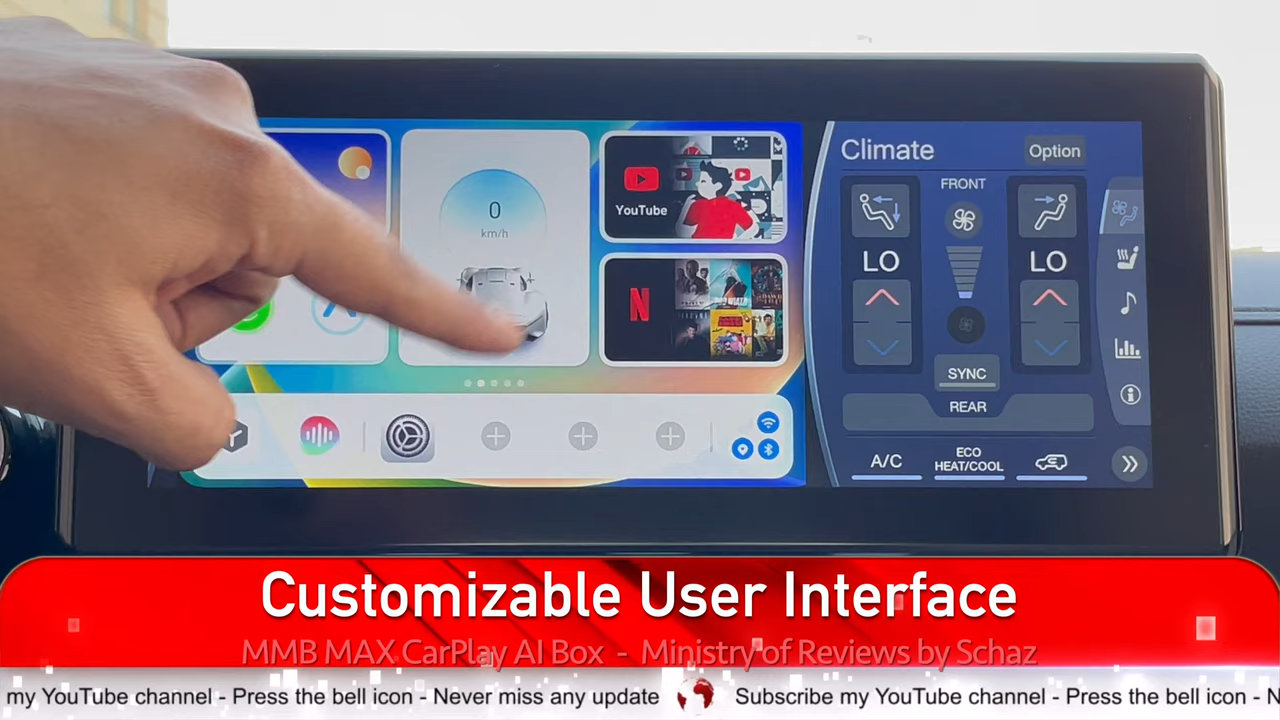 0
km/h
YouTube
N
Climate
Option
FRONT
LO
LO
SYNC
REAR
A/C
ECO
HEAT/COOL
Customizable User Interface
MMB MAX CarPlay AI Box - Ministry of Reviews by Schaz
my YouTube channel - Press the bell icon - Never miss any update
Subscribe my YouTube channel - Press the bell icon - N